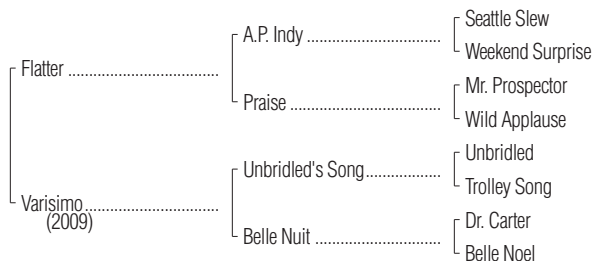 Flatter
Varisimo
(2009)
A.P. Indy
Praise
Unbridled's Song
Belle Nuit
Seattle Slew
Weekend Surprise
Mr. Prospector
Wild Applause
Unbridled
Trolley Song
Dr. Carter
Belle Noel